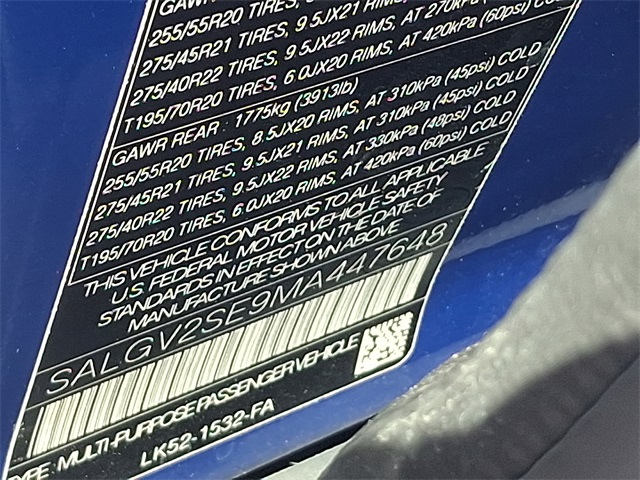 GAWR
255/55R20 TIRES,
275/45R21 TIRES, 9.5JX21 RIMS,
275/40R22 TIRES, 9.5JX22 RIMS, AT 270kPa
T195/70R20 TIRES, 6.0JX20 RIMS, AT 420kPa (60psi) COLD
GAWR REAR : 1775kg (3913lb)
255/55R20 TIRES, 8.5JX20 RIMS, AT 310kPa (45psi) COLD
275/45R21 TIRES, 9.5JX21 RIMS, AT 310kPa (45psi) COLD
275/40R22 TIRES, 9.5JX22 RIMS, AT 330kPa (48psi) COLD
T195/70R20 TIRES, 6.0JX20 RIMS, AT 420kPa (60psi) COLD
THIS VEHICLE CONFORMS TO ALL APPLICABLE
U.S. FEDERAL MOTOR VEHICLE SAFETY
STANDARDS IN EFFECT ON THE DATE OF
MANUFACTURE SHOWN ABOVE
SALGV2SE9MA447648
TYPE: MULTI-PURPOSE PASSENGER VEHICLE
LK52-1532-FA